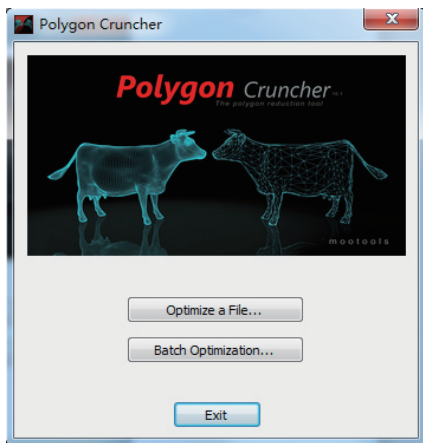 Polygon Cruncher
Polygon Cruncher
The polygon reduction tool
mootools
Optimize a File...
Batch Optimization...
Exit